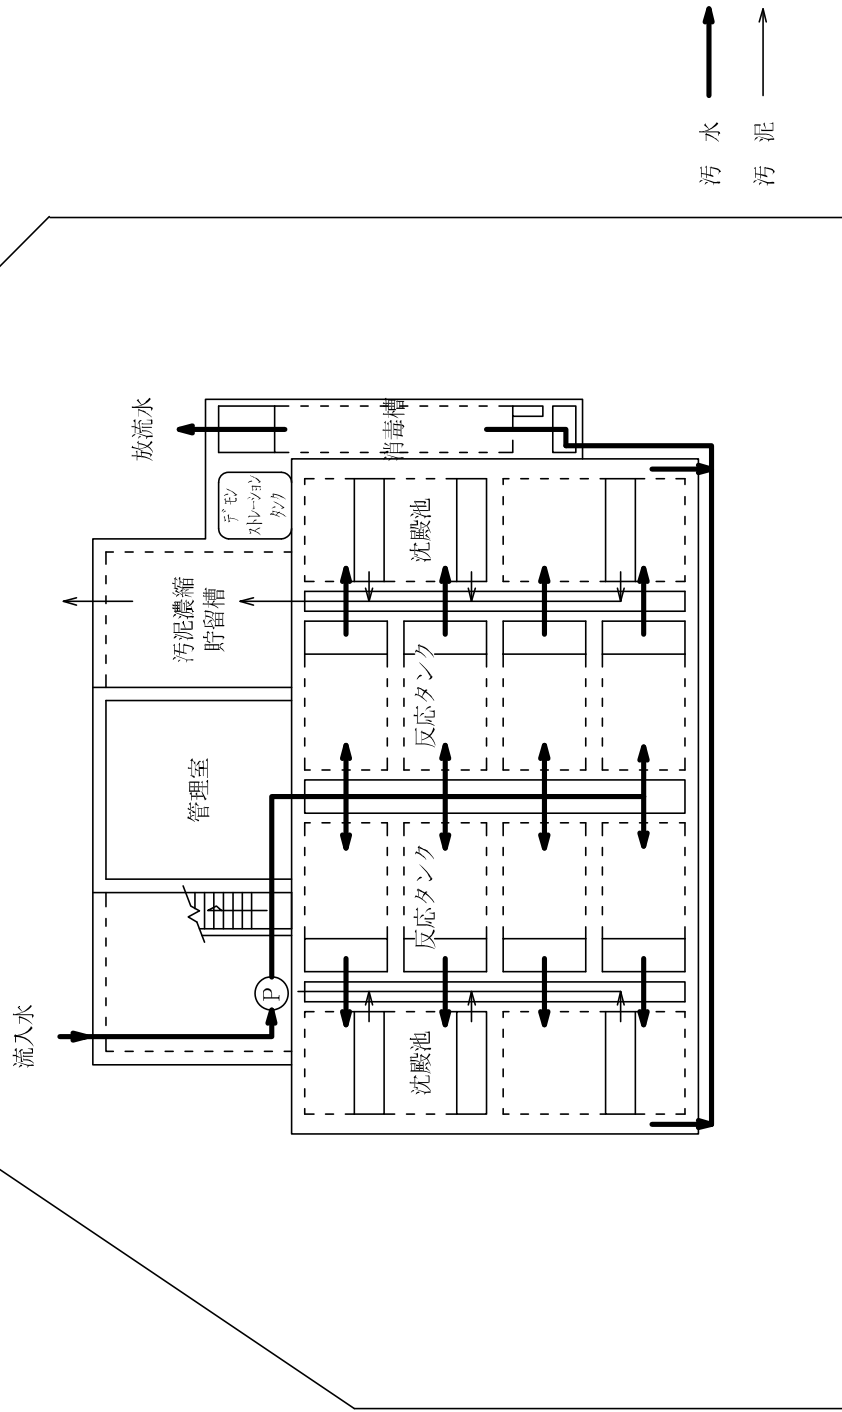 汚　水
汚　泥
放流水
消毒槽
デモン
ストレーション
タンク
沈殿池
汚泥濃縮
貯留槽
反応タンク
管理室
反応タンク
P
流入水
沈殿池